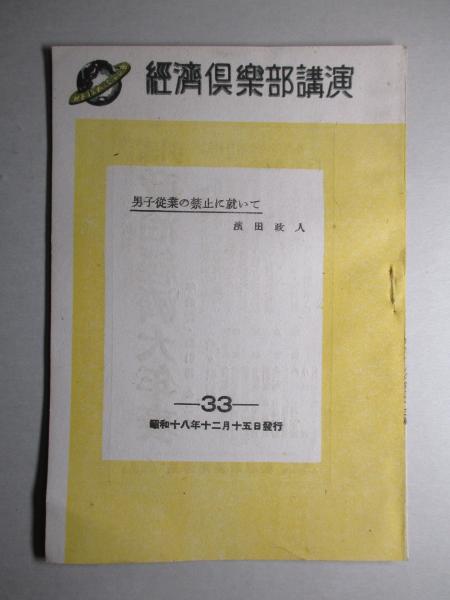 經濟倶樂部講演
男子從業の禁止に就いて
濱田政人
―33―
昭和十八年十二月十五日發行